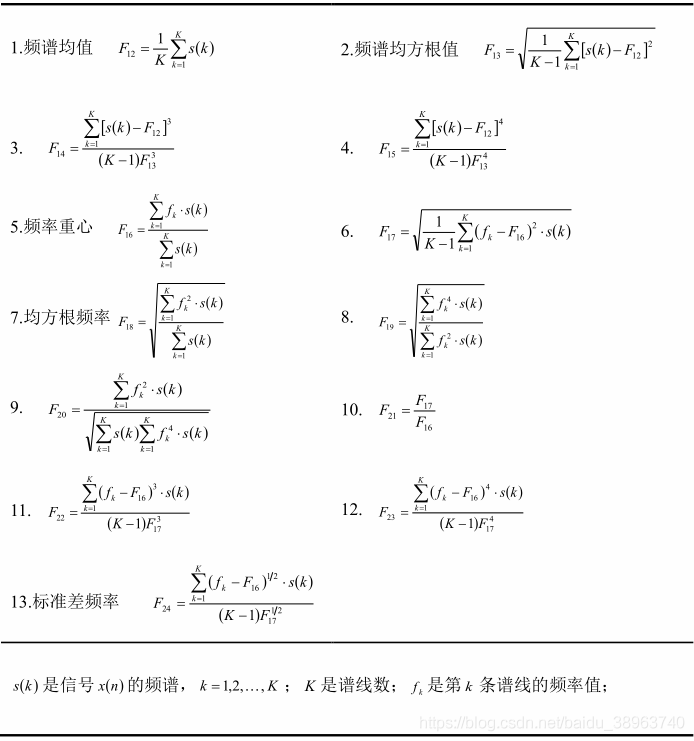 1.频谱均值 F_{12} = \frac{1}{K}\sum_{k=1}^{K} s(k)
2.频谱均方根值 F_{13} = \sqrt{\frac{1}{K-1}\sum_{k=1}^{K}[s(k)-F_{12}]^2}
3. F_{14} = \frac{\sum_{k=1}^{K}[s(k)-F_{12}]^3}{(K-1)F_{13}^3}
4. F_{15} = \frac{\sum_{k=1}^{K}[s(k)-F_{12}]^4}{(K-1)F_{13}^4}
5.频率重心 F_{16} = \frac{\sum_{k=1}^{K} f_k \cdot s(k)}{\sum_{k=1}^{K} s(k)}
6. F_{17} = \sqrt{\frac{1}{K-1}\sum_{k=1}^{K}(f_k-F_{16})^2 \cdot s(k)}
7.均方根频率 F_{18} = \sqrt{\frac{\sum_{k=1}^{K} f_k^2 \cdot s(k)}{\sum_{k=1}^{K} s(k)}}
8. F_{19} = \sqrt{\frac{\sum_{k=1}^{K} f_k^4 \cdot s(k)}{\sum_{k=1}^{K} f_k^2 \cdot s(k)}}
9. F_{20} = \frac{\sum_{k=1}^{K} f_k^2 \cdot s(k)}{\sqrt{\sum_{k=1}^{K} s(k)\sum_{k=1}^{K} f_k^4 \cdot s(k)}}
10. F_{21} = \frac{F_{17}}{F_{16}}
11. F_{22} = \frac{\sum_{k=1}^{K}(f_k-F_{16})^3 \cdot s(k)}{(K-1)F_{17}^3}
12. F_{23} = \frac{\sum_{k=1}^{K}(f_k-F_{16})^4 \cdot s(k)}{(K-1)F_{17}^4}
13.标准差频率 F_{24} = \frac{\sum_{k=1}^{K}(f_k-F_{16})^{1/2} \cdot s(k)}{(K-1)F_{17}^{1/2}}
s(k) 是信号 x(n) 的频谱，k=1,2,…,K；K 是谱线数；f_k 是第 k 条谱线的频率值；
https://blog.csdn.net/baidu_38963740